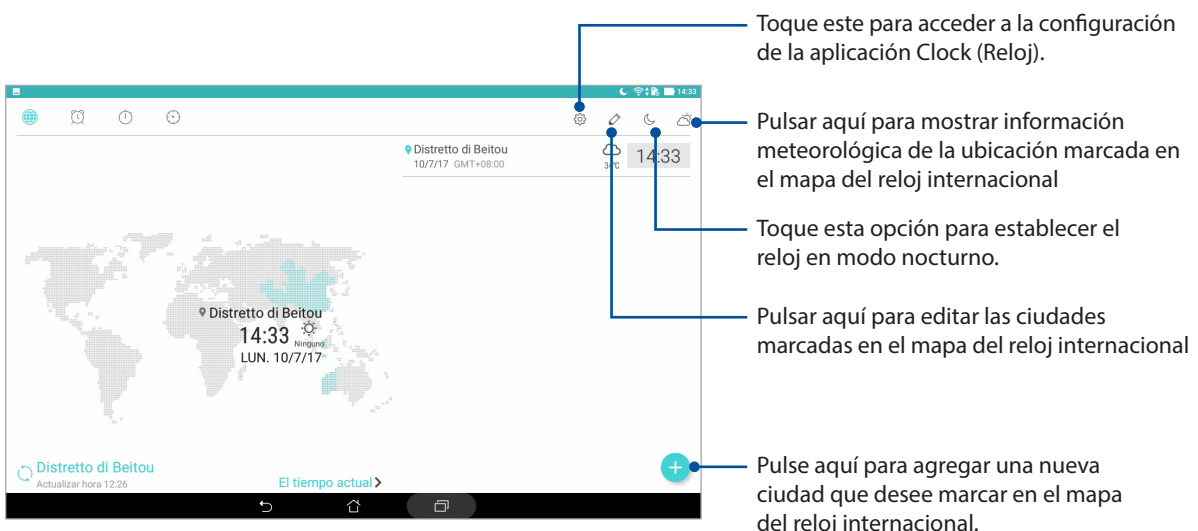 Toque este para acceder a la configuración
de la aplicación Clock (Reloj).
14:33
Pulsar aquí para mostrar información
meteorológica de la ubicación marcada en
el mapa del reloj internacional
Distretto di Beitou
10/7/17 GMT+08:00
34°C
14:33
Toque esta opción para establecer el
reloj en modo nocturno.
Distretto di Beitou
14:33
Ninguno
LUN. 10/7/17
Pulsar aquí para editar las ciudades
marcadas en el mapa del reloj internacional
Distretto di Beitou
Actualizar hora 12:26
El tiempo actual
Pulse aquí para agregar una nueva
ciudad que desee marcar en el mapa
del reloj internacional.